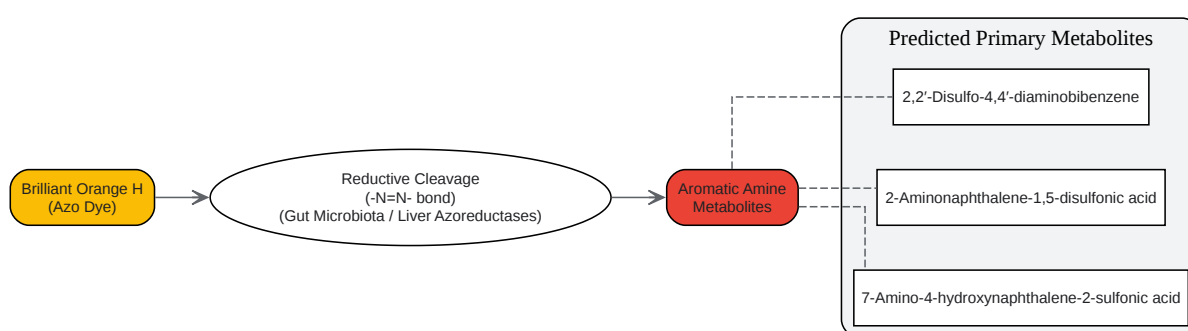 Predicted Primary Metabolites
2,2′-Disulfo-4,4′-diaminobibenzene
Brilliant Orange H
(Azo Dye)
Reductive Cleavage
(-N=N- bond)
(Gut Microbiota / Liver Azoreductases)
Aromatic Amine
Metabolites
2-Aminonaphthalene-1,5-disulfonic acid
7-Amino-4-hydroxynaphthalene-2-sulfonic acid